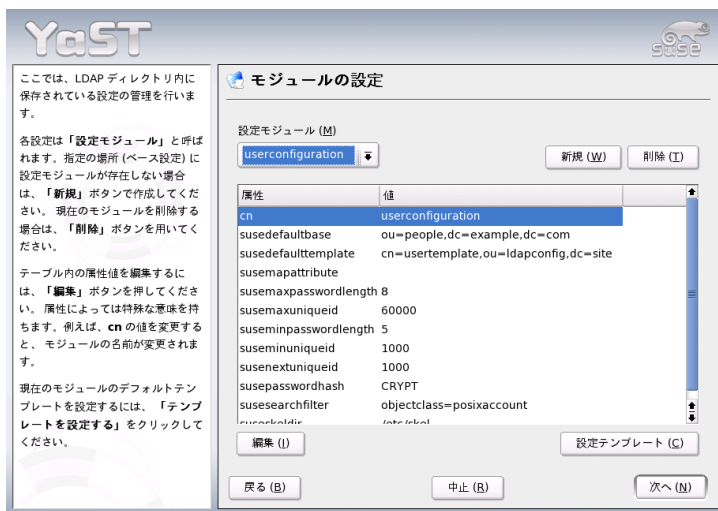 YaST
SUSE
ここでは、LDAP ディレクトリ内に
保存されている設定の管理を行いま
す。
各設定は「設定モジュール」と呼ば
れます。指定の場所 (ベース設定) に
設定モジュールが存在しない場合
は、「新規」ボタンで作成してくだ
さい。 現在のモジュールを削除する
場合は、「削除」ボタンを用いてく
ださい。
テーブル内の属性値を編集するに
は、「編集」ボタンを押してくださ
い。 属性によっては特殊な意味を持
ちます。例えば、cn の値を変更する
と、 モジュールの名前が変更されま
す。
現在のモジュールのデフォルトテン
プレートを設定するには、 「テンプ
レートを設定する」をクリックして
ください。
モジュールの設定
設定モジュール (M)
userconfiguration
新規 (W) 削除 (T)
属性 値
cn userconfiguration
susedefaultbase ou=people,dc=example,dc=com
susedefaulttemplate cn=usertemplate,ou=ldapconfig,dc=site
susemapattribute
susemaxpasswordlength 8
susemaxuniqueid 60000
suseminpasswordlength 5
suseminuniqueid 1000
susenextuniqueid 1000
susepasswordhash CRYPT
susesearchfilter objectclass=posixaccount
suseskeldir /etc/skel
編集 (I) 設定テンプレート (C)
戻る (B) 中止 (R) 次へ (N)